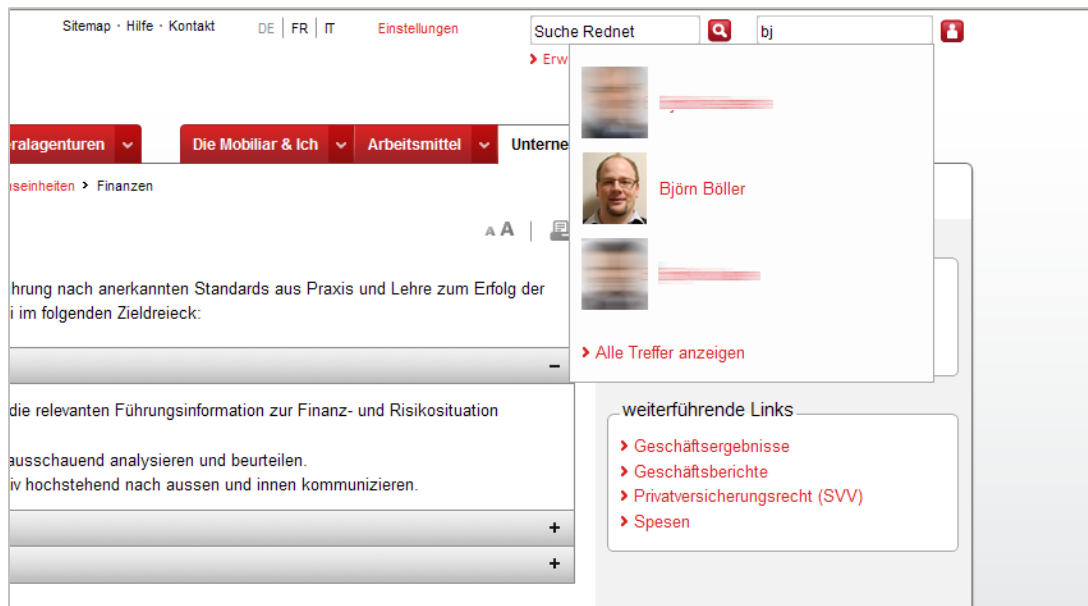 Sitemap · Hilfe · Kontakt DE | FR | IT Einstellungen Suche Rednet bj
Erw
eralagenturen Die Mobiliar & Ich Arbeitsmittel Unterne
nseinheiten Finanzen
Björn Böller
A A
hrung nach anerkannten Standards aus Praxis und Lehre zum Erfolg der
i im folgenden Zieldreieck:
Alle Treffer anzeigen
–
die relevanten Führungsinformation zur Finanz- und Risikosituation
ausschauend analysieren und beurteilen.
iv hochstehend nach aussen und innen kommunizieren.
+
+
weiterführende Links
Geschäftsergebnisse
Geschäftsberichte
Privatversicherungsrecht (SVV)
Spesen